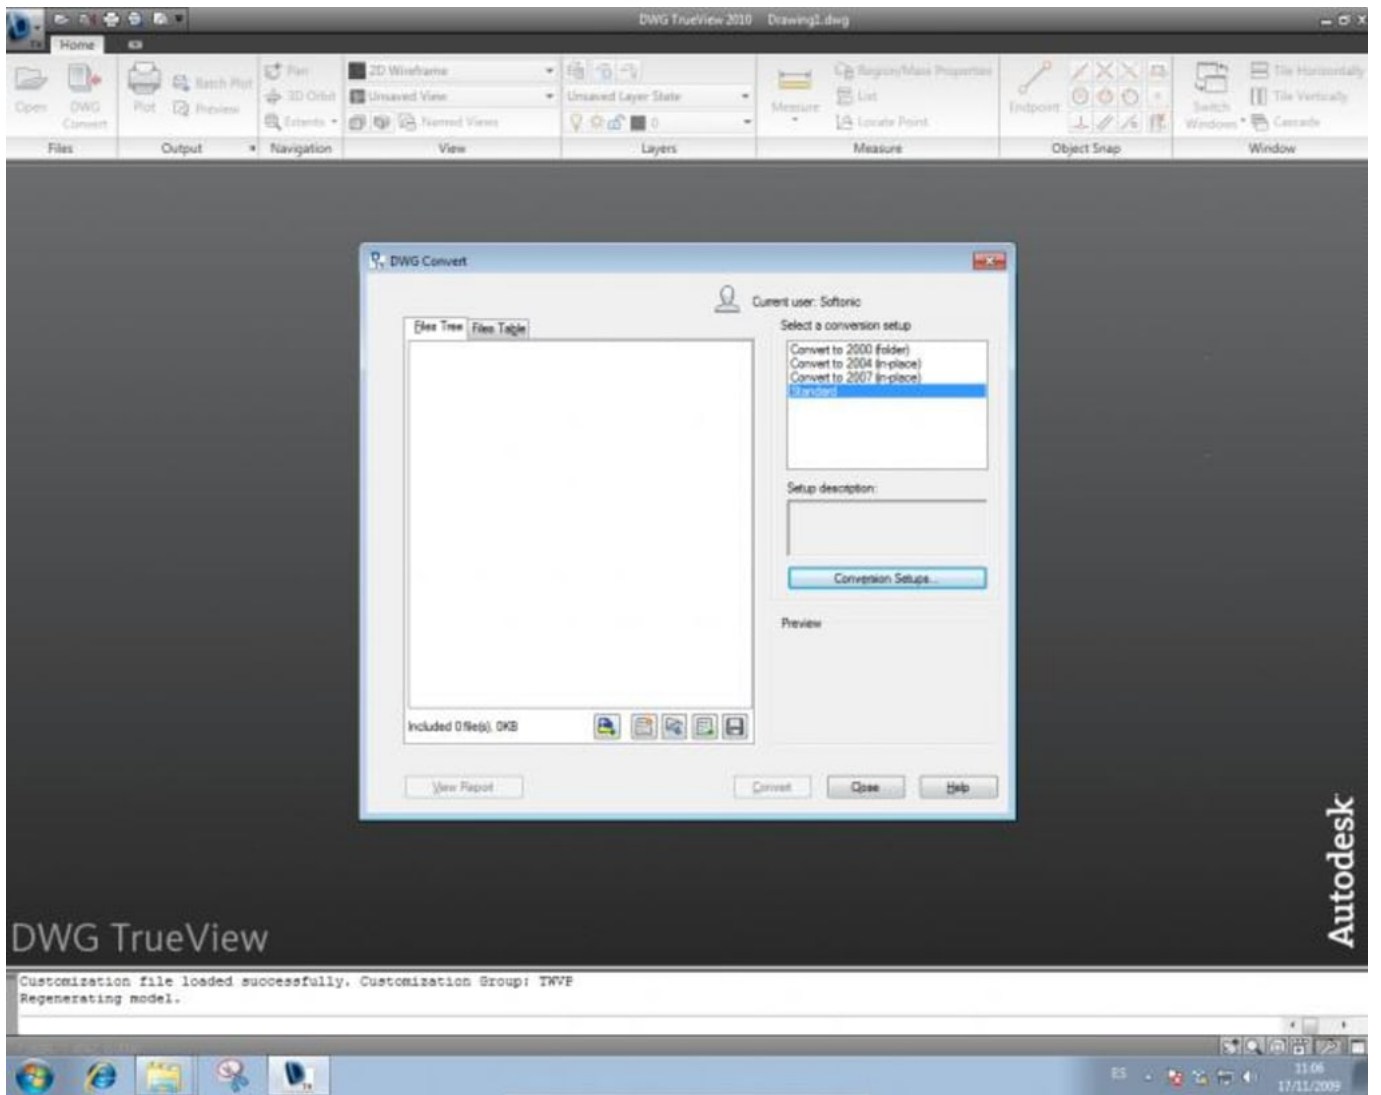 DWG TrueView 2010 Drawing1.dwg
Home
Open
DWG Convert
Plot
Batch Plot
Preview
Pan
3D Orbit
Extents
2D Wireframe
Unsaved View
Named Views
Unsaved Layer State
0
Measure
Region/Mass Properties
List
Locate Point
Endpoint
Switch Windows
Tile Horizontally
Tile Vertically
Cascade
Files
Output
Navigation
View
Layers
Measure
Object Snap
Window
DWG Convert
Current user: Softonic
Files Tree
Files Table
Select a conversion setup
Convert to 2000 (folder)
Convert to 2004 (in-place)
Convert to 2007 (in-place)
Standard
Setup description:
Conversion Setups...
Preview
Included 0 file(s), 0KB
View Report
Convert
Close
Help
Autodesk
DWG TrueView
Customization file loaded successfully. Customization Group: TWVP
Regenerating model.
ES
11:06
17/11/2009